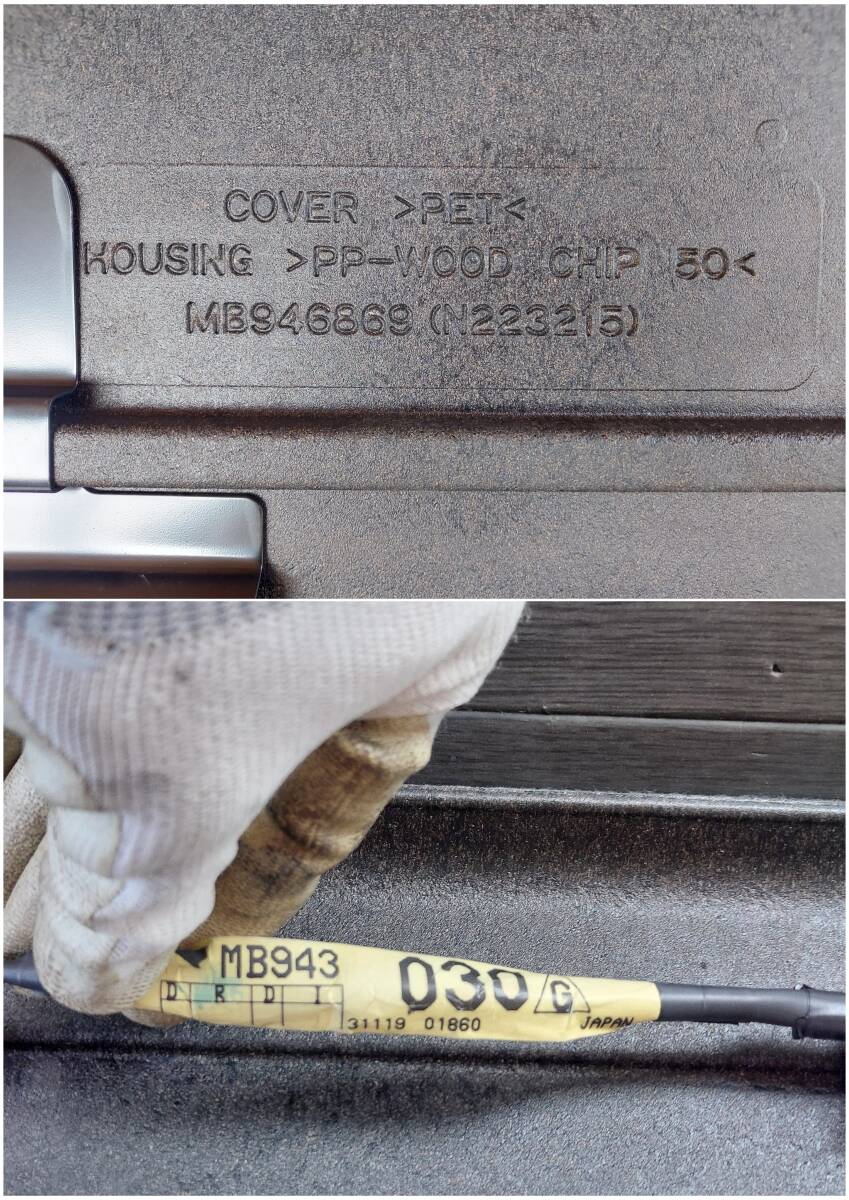 COVER >PET<
HOUSING >PP-WOOD CHIP 50<
MB946869 (N223215)
MB943 030 G
D R D I
31119 01860 JAPAN